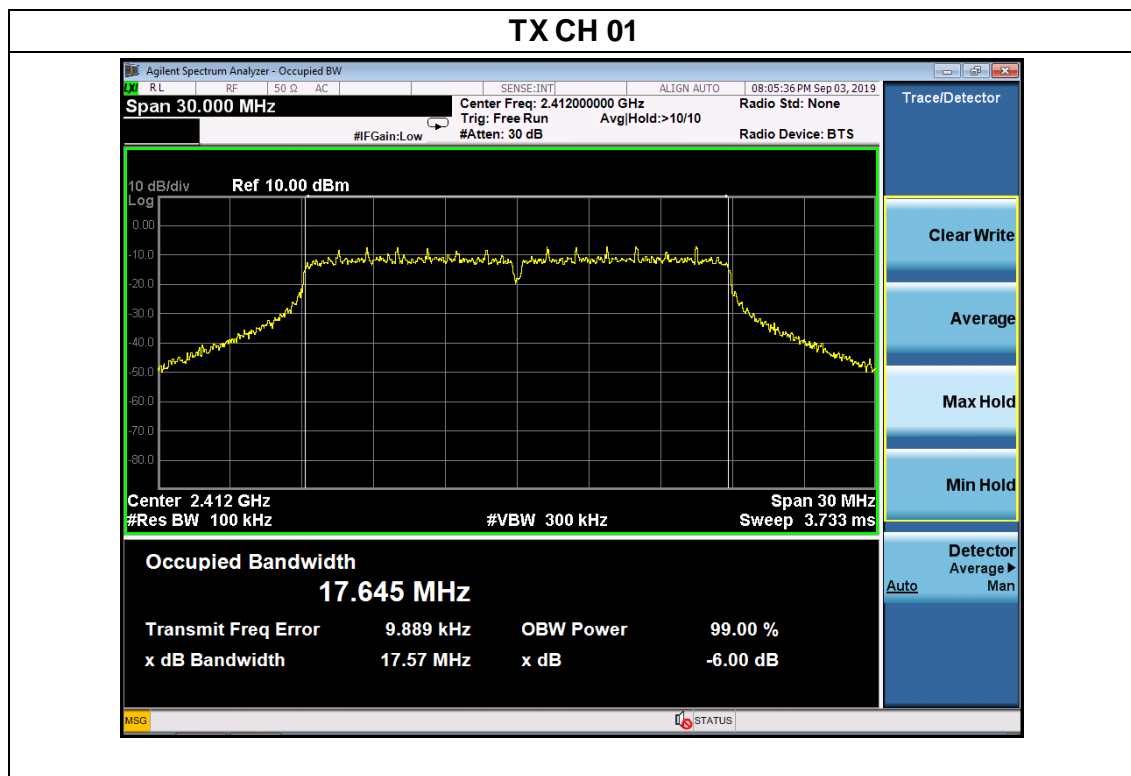 TX CH 01
Agilent Spectrum Analyzer - Occupied BW
LXI RL RF 50 Ω AC SENSE:INT ALIGN AUTO 08:05:36 PM Sep 03, 2019
Span 30.000 MHz
Center Freq: 2.412000000 GHz Radio Std: None
Trig: Free Run Avg|Hold:>10/10
#IFGain:Low #Atten: 30 dB Radio Device: BTS
10 dB/div Ref 10.00 dBm
Log
0.00
-10.0
-20.0
-30.0
-40.0
-50.0
-60.0
-70.0
-80.0
Center 2.412 GHz Span 30 MHz
#Res BW 100 kHz #VBW 300 kHz Sweep 3.733 ms
Occupied Bandwidth
17.645 MHz
Transmit Freq Error 9.889 kHz OBW Power 99.00 %
x dB Bandwidth 17.57 MHz x dB -6.00 dB
MSG STATUS
Trace/Detector
Clear Write
Average
Max Hold
Min Hold
Detector
Average
Auto Man